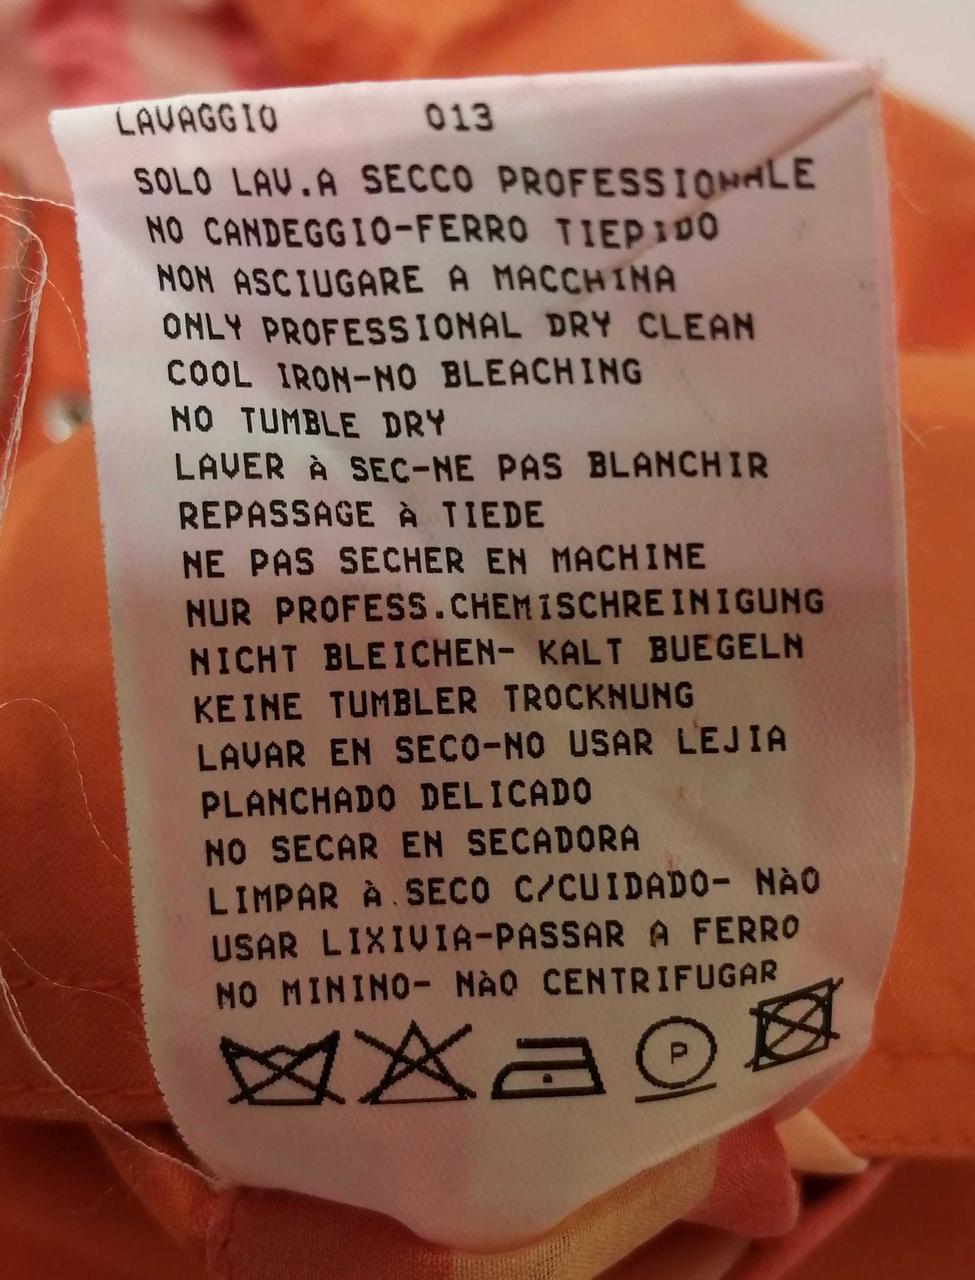 LAVAGGIO 013
SOLO LAV.A SECCO PROFESSIONALE
NO CANDEGGIO-FERRO TIEPIDO
NON ASCIUGARE A MACCHINA
ONLY PROFESSIONAL DRY CLEAN
COOL IRON-NO BLEACHING
NO TUMBLE DRY
LAVER À SEC-NE PAS BLANCHIR
REPASSAGE À TIEDE
NE PAS SECHER EN MACHINE
NUR PROFESS.CHEMISCHREINIGUNG
NICHT BLEICHEN- KALT BUEGELN
KEINE TUMBLER TROCKNUNG
LAVAR EN SECO-NO USAR LEJIA
PLANCHADO DELICADO
NO SECAR EN SECADORA
LIMPAR À SECO C/CUIDADO- NÀO
USAR LIXIVIA-PASSAR A FERRO
NO MININO- NÀO CENTRIFUGAR
P